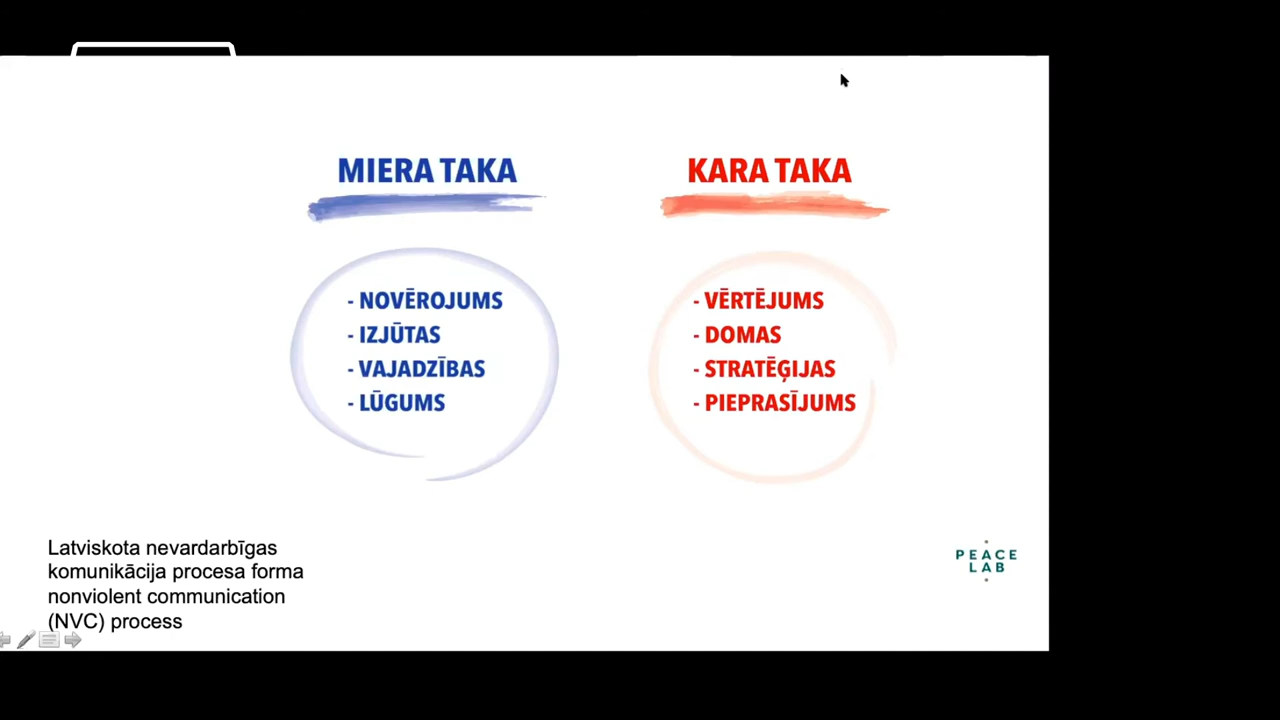 MIERA TAKA
- NOVĒROJUMS
- IZJŪTAS
- VAJADZĪBAS
- LŪGUMS
KARA TAKA
- VĒRTĒJUMS
- DOMAS
- STRATĒĢIJAS
- PIEPRASĪJUMS
Latviskota nevardarbīgas
komunikācija procesa forma
nonviolent communication
(NVC) process
PEACE
LAB